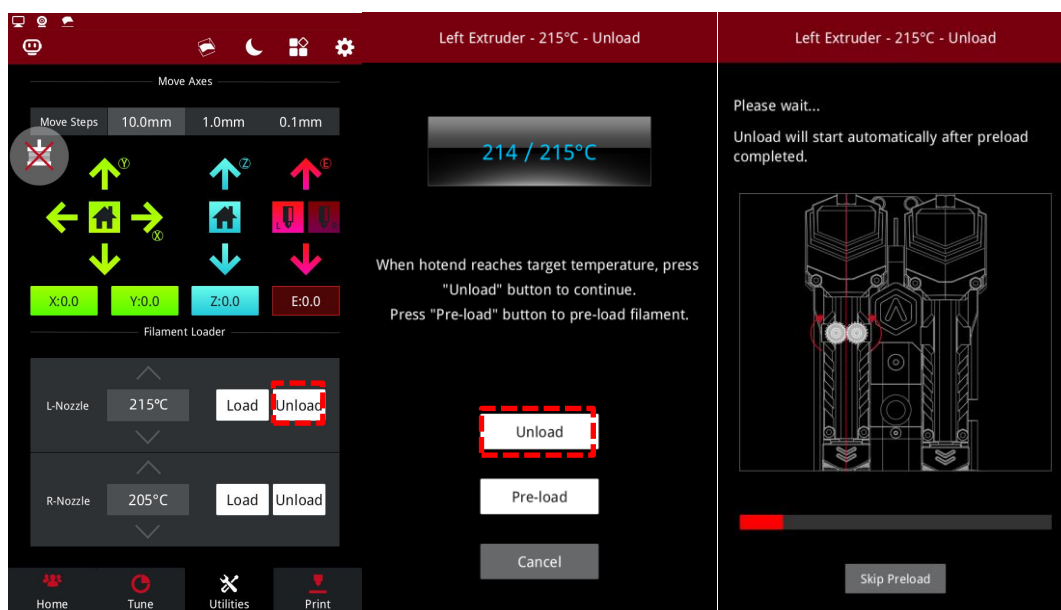 Move Axes
Move Steps 10.0mm 1.0mm 0.1mm
Y Z E
X
L
X:0.0 Y:0.0 Z:0.0 E:0.0
Filament Loader
L-Nozzle 215℃ Load Unload
R-Nozzle 205°C Load Unload
Home Tune Utilities Print
Left Extruder - 215°C - Unload
214 / 215°C
When hotend reaches target temperature, press
"Unload" button to continue.
Press "Pre-load" button to pre-load filament.
Unload
Pre-load
Cancel
Left Extruder - 215°C - Unload
Please wait...
Unload will start automatically after preload
completed.
Skip Preload